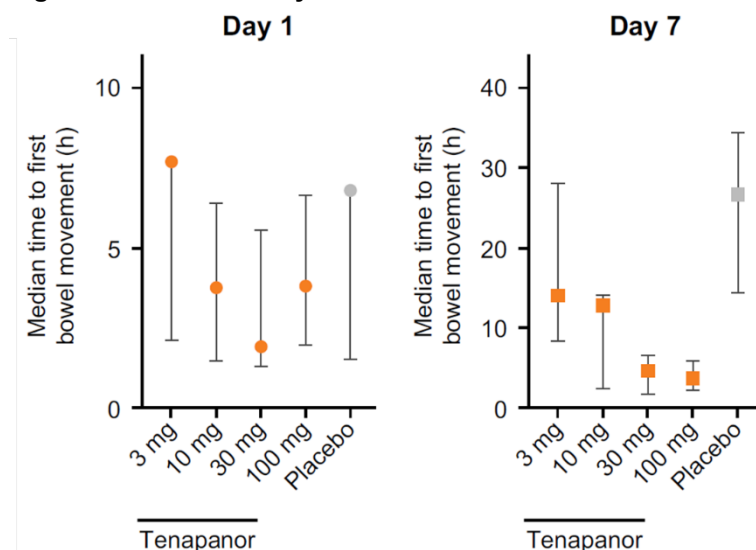 Day 1
Median time to first
bowel movement (h)
10
5
0
3 mg
10 mg
30 mg
100 mg
Placebo
Tenapanor
Day 7
Median time to first
bowel movement (h)
40
30
20
10
0
3 mg
10 mg
30 mg
100 mg
Placebo
Tenapanor